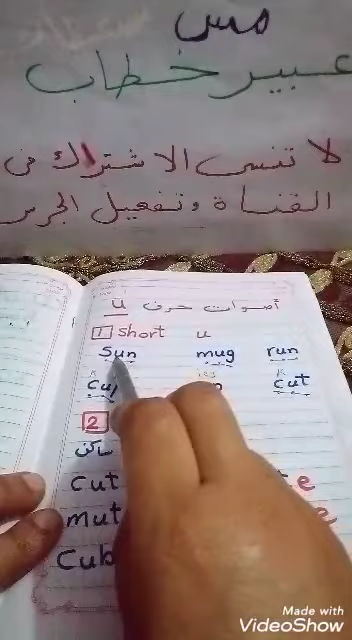 مس
عبير خطاب
لا تنسى الاشتراك فى
القناة وتفعيل الجرس
أصوات حرف u
1 short u
sun mug run
cup cut
2
ساكن
cut
mut
Cub
Made with
VideoShow